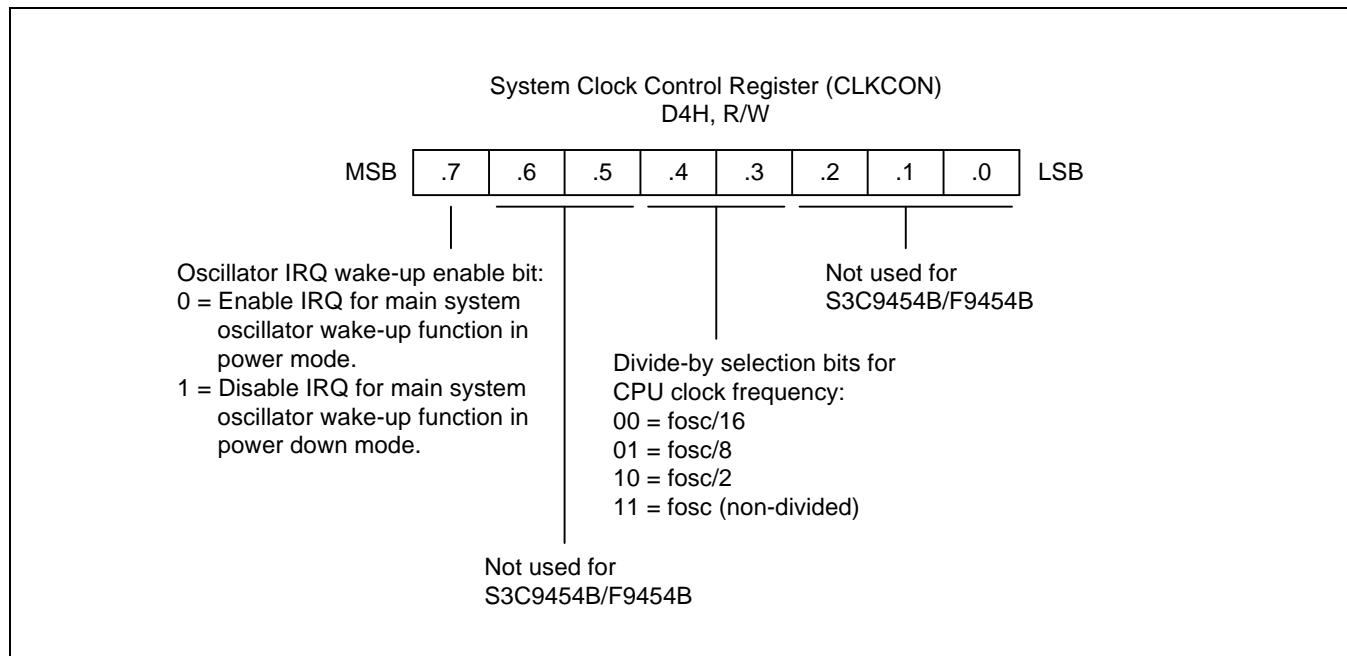 System Clock Control Register (CLKCON)
D4H, R/W
MSB .7 .6 .5 .4 .3 .2 .1 .0 LSB
Oscillator IRQ wake-up enable bit:
0 = Enable IRQ for main system
oscillator wake-up function in
power mode.
1 = Disable IRQ for main system
oscillator wake-up function in
power down mode.
Not used for
S3C9454B/F9454B
Divide-by selection bits for
CPU clock frequency:
00 = fosc/16
01 = fosc/8
10 = fosc/2
11 = fosc (non-divided)
Not used for
S3C9454B/F9454B